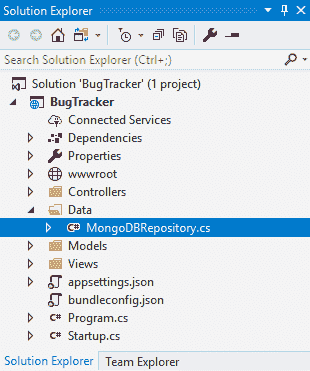 Solution Explorer
Search Solution Explorer (Ctrl+;)
Solution 'BugTracker' (1 project)
BugTracker
Connected Services
Dependencies
Properties
wwwroot
Controllers
Data
C# MongoDBRepository.cs
Models
Views
appsettings.json
bundleconfig.json
C# Program.cs
C# Startup.cs
Solution Explorer Team Explorer